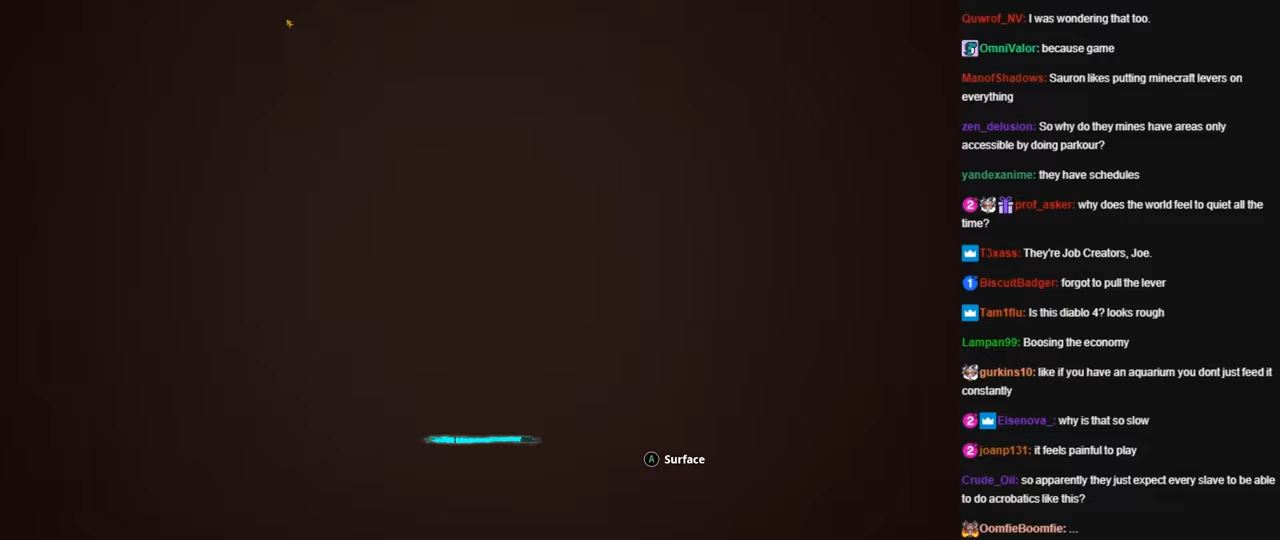 A Surface
Quwrof_NV: I was wondering that too.
OmniValor: because game
ManofShadows: Sauron likes putting minecraft levers on
everything
zen_delusion: So why do they mines have areas only
accessible by doing parkour?
yandexanime: they have schedules
2 prof_asker: why does the world feel to quiet all the
time?
T3xass: They're Job Creators, Joe.
1 BiscuitBadger: forgot to pull the lever
Tam1flu: Is this diablo 4? looks rough
Lampan99: Boosing the economy
gurkins10: like if you have an aquarium you dont just feed it
constantly
2 Elsenova_: why is that so slow
2 joanp131: it feels painful to play
Crude_Oil: so apparently they just expect every slave to be able
to do acrobatics like this?
OomfieBoomfie: ...